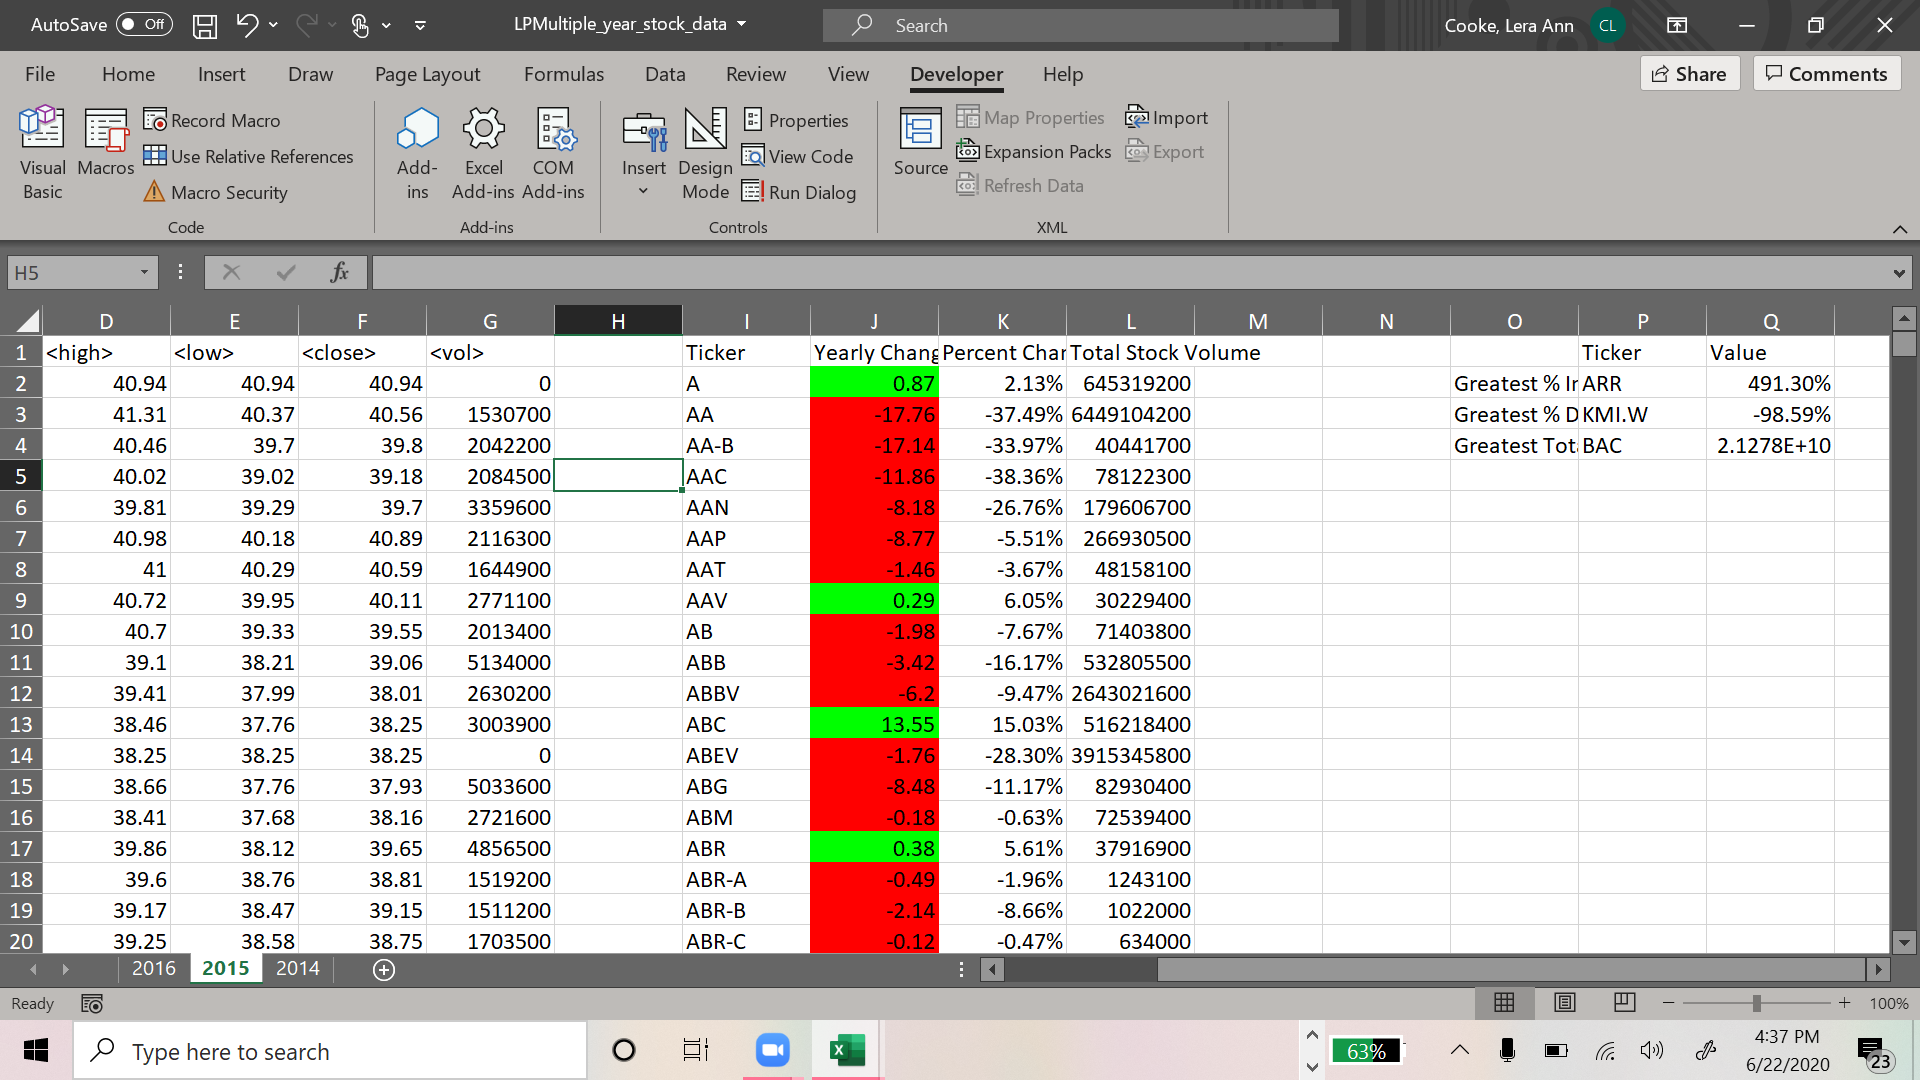 AutoSave Off LPMultiple_year_stock_data Search Cooke, Lera Ann CL
File Home Insert Draw Page Layout Formulas Data Review View Developer Help Share Comments
Visual Basic
Macros
Record Macro
Use Relative References
Macro Security
Code
Add-ins
Excel Add-ins
COM Add-ins
Add-ins
Insert
Design Mode
Properties
View Code
Run Dialog
Controls
Source
Map Properties
Expansion Packs
Refresh Data
Import
Export
XML
H5 fx
D E F G H I J K L M N O P Q
1 <high> <low> <close> <vol> Ticker Yearly Chang Percent Char Total Stock Volume Ticker Value
2 40.94 40.94 40.94 0 A 0.87 2.13% 645319200 Greatest % Ir ARR 491.30%
3 41.31 40.37 40.56 1530700 AA -17.76 -37.49% 6449104200 Greatest % D KMI.W -98.59%
4 40.46 39.7 39.8 2042200 AA-B -17.14 -33.97% 40441700 Greatest Tot BAC 2.1278E+10
5 40.02 39.02 39.18 2084500 AAC -11.86 -38.36% 78122300
6 39.81 39.29 39.7 3359600 AAN -8.18 -26.76% 179606700
7 40.98 40.18 40.89 2116300 AAP -8.77 -5.51% 266930500
8 41 40.29 40.59 1644900 AAT -1.46 -3.67% 48158100
9 40.72 39.95 40.11 2771100 AAV 0.29 6.05% 30229400
10 40.7 39.33 39.55 2013400 AB -1.98 -7.67% 71403800
11 39.1 38.21 39.06 5134000 ABB -3.42 -16.17% 532805500
12 39.41 37.99 38.01 2630200 ABBV -6.2 -9.47% 2643021600
13 38.46 37.76 38.25 3003900 ABC 13.55 15.03% 516218400
14 38.25 38.25 38.25 0 ABEV -1.76 -28.30% 3915345800
15 38.66 37.76 37.93 5033600 ABG -8.48 -11.17% 82930400
16 38.41 37.68 38.16 2721600 ABM -0.18 -0.63% 72539400
17 39.86 38.12 39.65 4856500 ABR 0.38 5.61% 37916900
18 39.6 38.76 38.81 1519200 ABR-A -0.49 -1.96% 1243100
19 39.17 38.47 39.15 1511200 ABR-B -2.14 -8.66% 1022000
20 39.25 38.58 38.75 1703500 ABR-C -0.12 -0.47% 634000
2016 2015 2014
Ready 100%
Type here to search 63% 4:37 PM
6/22/2020 23